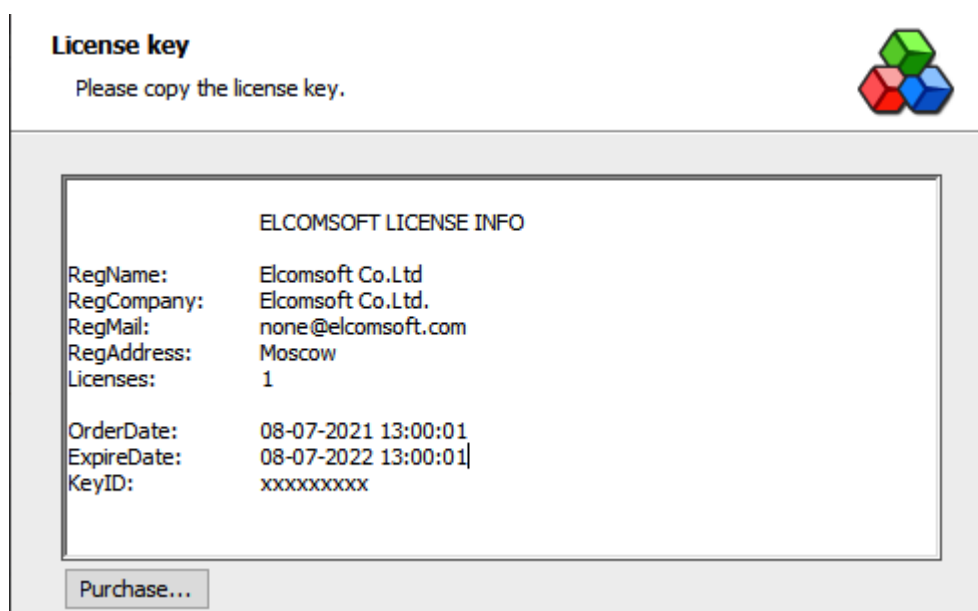 License key
Please copy the license key.
ELCOMSOFT LICENSE INFO
RegName: Elcomsoft Co.Ltd
RegCompany: Elcomsoft Co.Ltd.
RegMail: none@elcomsoft.com
RegAddress: Moscow
Licenses: 1
OrderDate: 08-07-2021 13:00:01
ExpireDate: 08-07-2022 13:00:01
KeyID: xxxxxxxxx
Purchase...